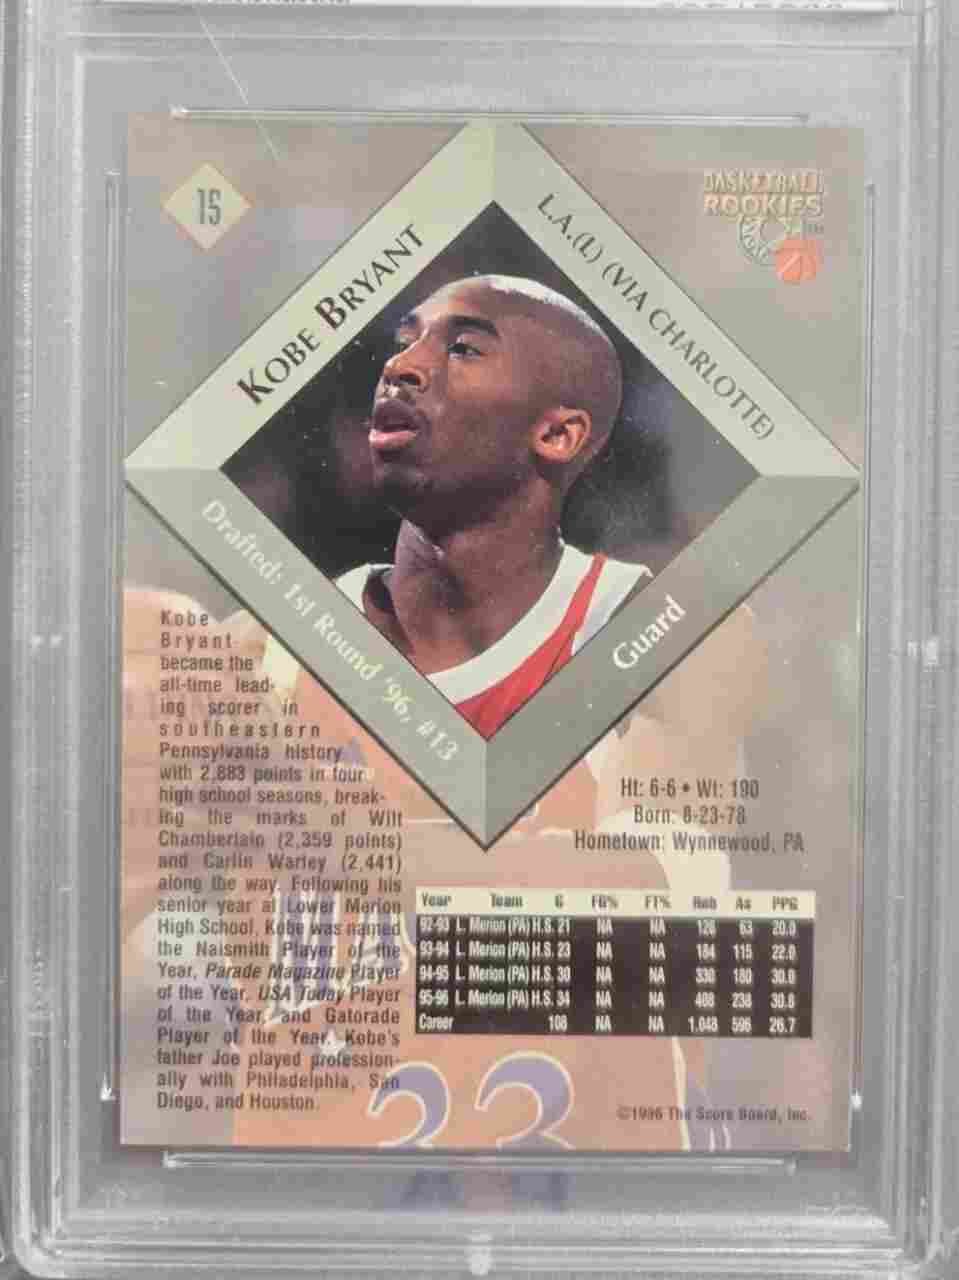 15
KOBE BRYANT
L.A.(L) (VIA CHARLOTTE)
BASKETBALL
ROOKIES
Drafted: 1st Round '96, #13
Guard
Kobe
Bryant
became the
all-time lead-
ing scorer in
southeastern
Pennsylvania history
with 2,883 points in four
high school seasons, break-
ing the marks of Wilt
Chamberlain (2,359 points)
and Carlin Warley (2,441)
along the way. Following his
senior year at Lower Merion
High School, Kobe was named
the Naismith Player of the
Year, Parade Magazine Player
of the Year, USA Today Player
of the Year, and Gatorade
Player of the Year. Kobe's
father Joe played profession-
ally with Philadelphia, San
Diego, and Houston.
Ht: 6-6 • Wt: 190
Born: 8-23-78
Hometown: Wynnewood, PA
Year Team G FG% FT% Reb As PPG
92-93 L. Merion (PA) H.S. 21 NA NA 126 63 20.0
93-94 L. Merion (PA) H.S. 23 NA NA 184 115 22.0
94-95 L. Merion (PA) H.S. 30 NA NA 330 180 30.0
95-96 L. Merion (PA) H.S. 34 NA NA 408 238 30.8
Career 108 NA NA 1,048 596 26.7
33
©1996 The Score Board, Inc.